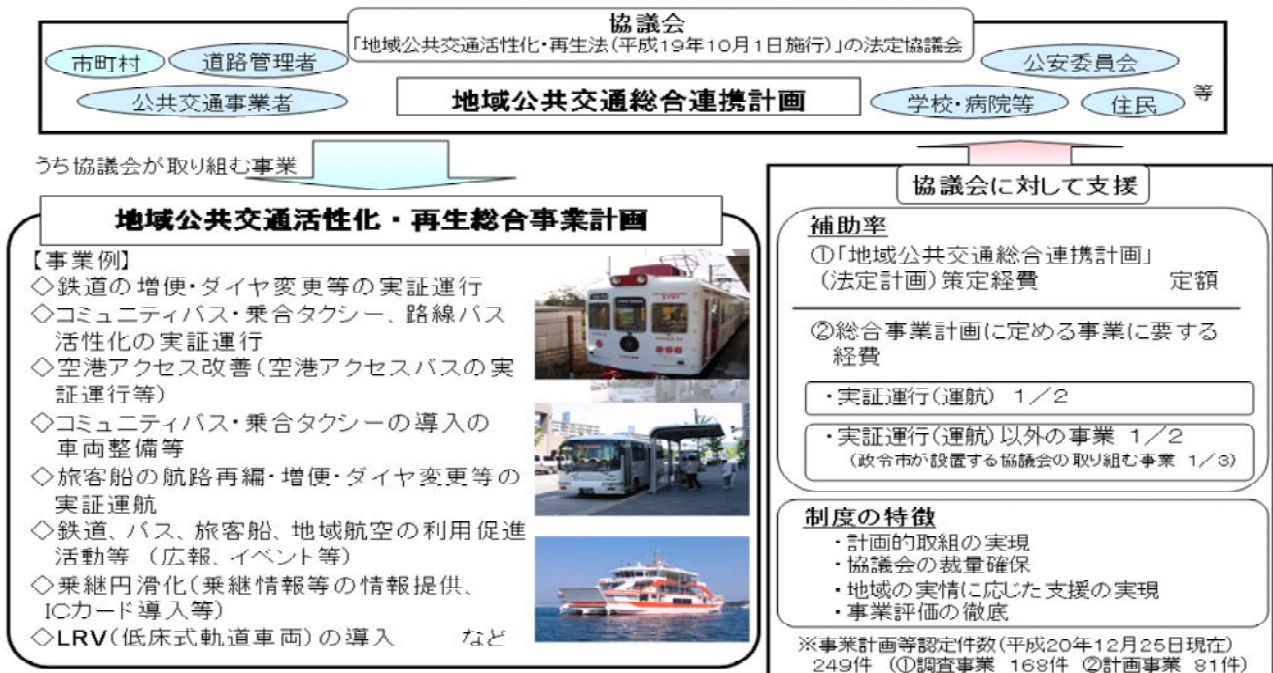 協議会
「地域公共交通活性化・再生法(平成19年10月1日施行)」の法定協議会
市町村
道路管理者
公安委員会
公共交通事業者
地域公共交通総合連携計画
学校・病院等
住民
等
うち協議会が取り組む事業
地域公共交通活性化・再生総合事業計画
【事業例】
◇鉄道の増便・ダイヤ変更等の実証運行
◇コミュニティバス・乗合タクシー、路線バス
活性化の実証運行
◇空港アクセス改善(空港アクセスバスの実
証運行等)
◇コミュニティバス・乗合タクシーの導入の
車両整備等
◇旅客船の航路再編・増便・ダイヤ変更等の
実証運航
◇鉄道、バス、旅客船、地域航空の利用促進
活動等 (広報、イベント等)
◇乗継円滑化(乗継情報等の情報提供、
ICカード導入等)
◇LRV(低床式軌道車両)の導入 など
協議会に対して支援
補助率
①「地域公共交通総合連携計画」
(法定計画)策定経費 定額
②総合事業計画に定める事業に要する
経費
・実証運行(運航) 1/2
・実証運行(運航)以外の事業 1/2
(政令市が設置する協議会の取り組む事業 1/3)
制度の特徴
・計画的取組の実現
・協議会の裁量確保
・地域の実情に応じた支援の実現
・事業評価の徹底
※事業計画等認定件数(平成20年12月25日現在)
249件 (①調査事業 168件 ②計画事業 81件)